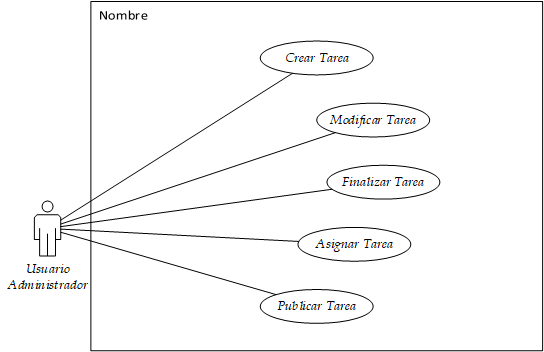 Nombre
Crear Tarea
Modificar Tarea
Finalizar Tarea
Asignar Tarea
Publicar Tarea
Usuario
Administrador